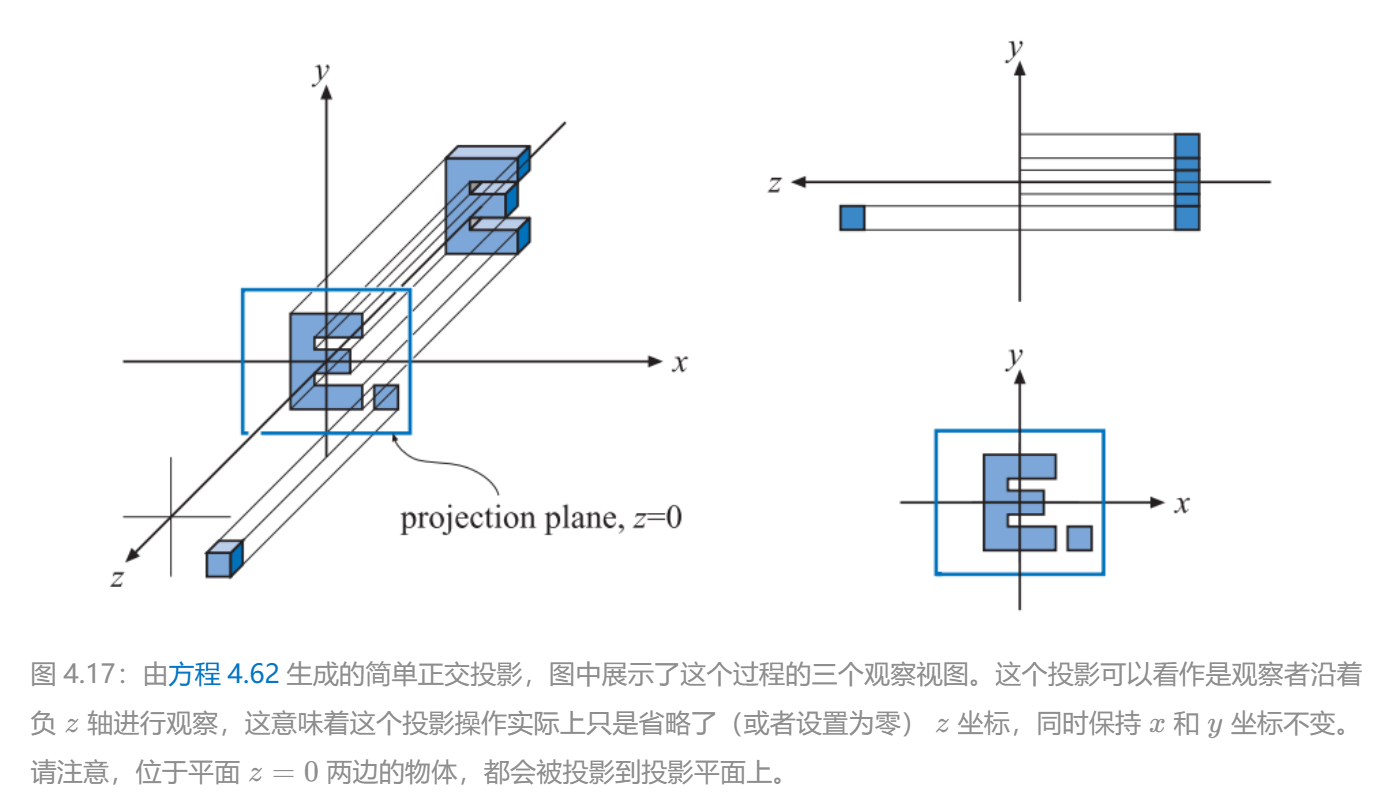 y
y
z
x
projection plane, z=0
z
y
x
图 4.17：由方程 4.62 生成的简单正交投影，图中展示了这个过程的三个观察视图。这个投影可以看作是观察者沿着
负 z 轴进行观察，这意味着这个投影操作实际上只是省略了（或者设置为零） z 坐标，同时保持 x 和 y 坐标不变。
请注意，位于平面 z = 0 两边的物体，都会被投影到投影平面上。